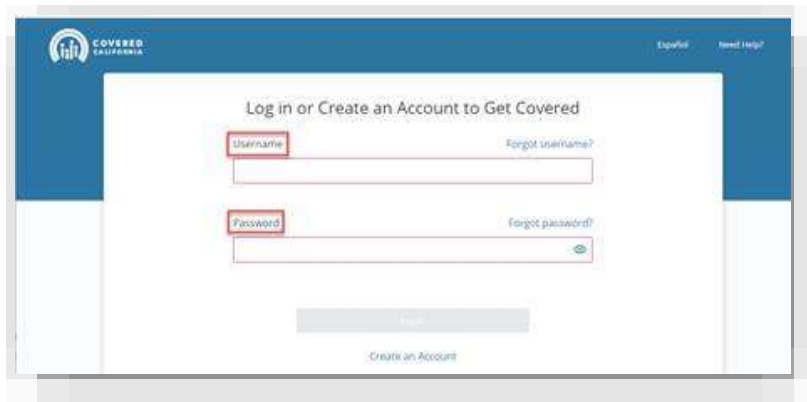 COVERED
CALIFORNIA
Español Need Help?
Log in or Create an Account to Get Covered
Username Forgot username?
Password Forgot password?
Create an Account